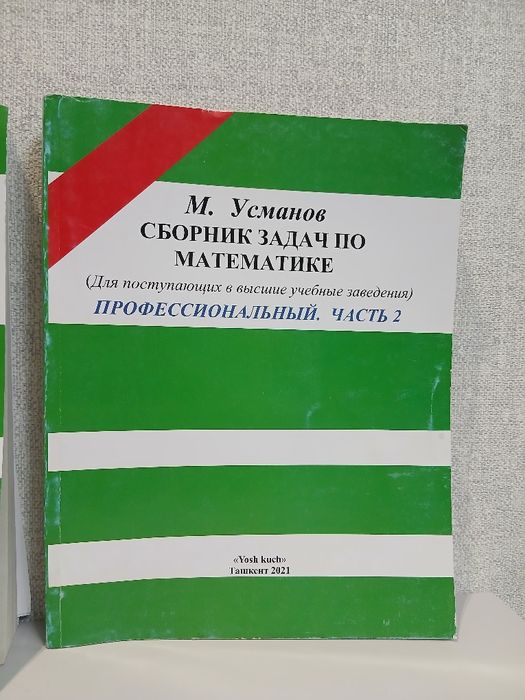 М. Усманов
СБОРНИК ЗАДАЧ ПО
МАТЕМАТИКЕ
(Для поступающих в высшие учебные заведения)
ПРОФЕССИОНАЛЬНЫЙ. ЧАСТЬ 2
«Yosh kuch»
Ташкент 2021